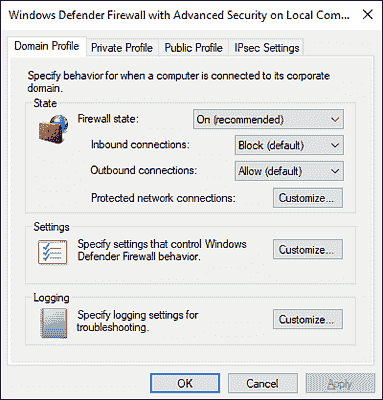 Windows Defender Firewall with Advanced Security on Local Com...
Domain Profile Private Profile Public Profile IPsec Settings
Specify behavior for when a computer is connected to its corporate
domain.
State
Firewall state: On (recommended)
Inbound connections: Block (default)
Outbound connections: Allow (default)
Protected network connections: Customize...
Settings
Specify settings that control Windows
Defender Firewall behavior.
Customize...
Logging
Specify logging settings for
troubleshooting.
Customize...
OK Cancel Apply